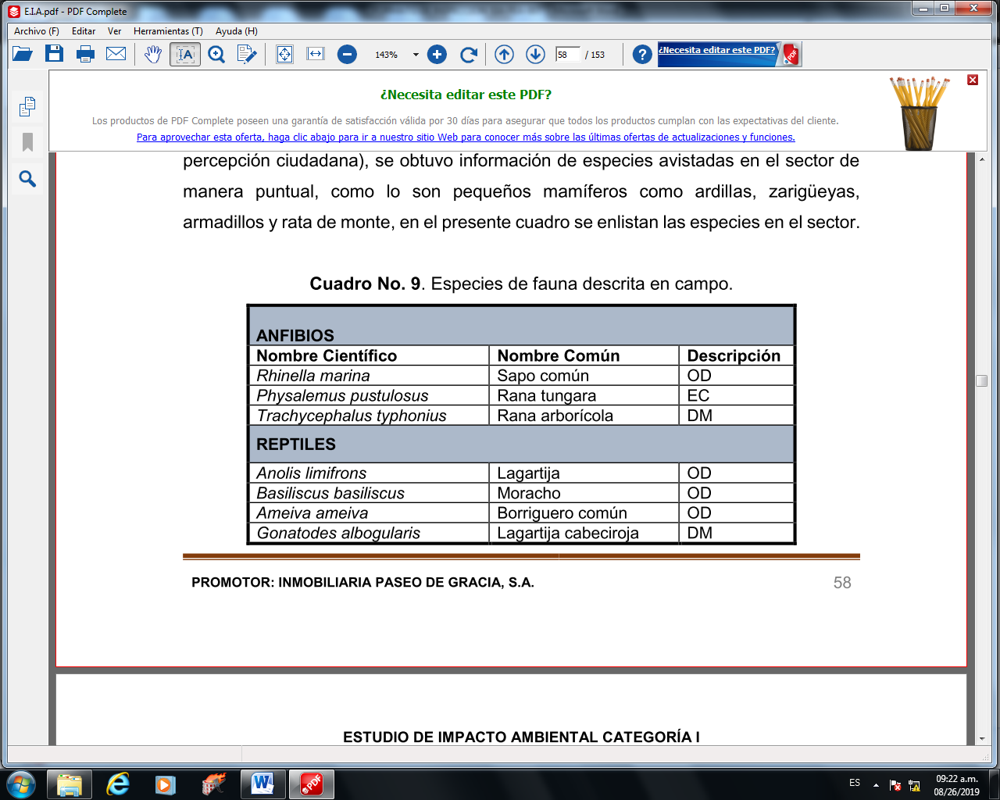 E.I.A.pdf - PDF Complete
Archivo (F) Editar Ver Herramientas (T) Ayuda (H)
143% 58 / 153 ¿Necesita editar este PDF?
¿Necesita editar este PDF?
Los productos de PDF Complete poseen una garantía de satisfacción válida por 30 días para asegurar que todos los productos cumplan con las expectativas del cliente.
Para aprovechar esta oferta, haga clic abajo para ir a nuestro sitio Web para conocer más sobre las últimas ofertas de actualizaciones y funciones.
percepción ciudadana), se obtuvo información de especies avistadas en el sector de
manera puntual, como lo son pequeños mamíferos como ardillas, zarigüeyas,
armadillos y rata de monte, en el presente cuadro se enlistan las especies en el sector.
Cuadro No. 9. Especies de fauna descrita en campo.
ANFIBIOS
Nombre Científico Nombre Común Descripción
Rhinella marina Sapo común OD
Physalemus pustulosus Rana tungara EC
Trachycephalus typhonius Rana arborícola DM
REPTILES
Anolis limifrons Lagartija OD
Basiliscus basiliscus Moracho OD
Ameiva ameiva Borriguero común OD
Gonatodes albogularis Lagartija cabeciroja DM
PROMOTOR: INMOBILIARIA PASEO DE GRACIA, S.A. 58
ESTUDIO DE IMPACTO AMBIENTAL CATEGORÍA I
ES 09:22 a.m.
08/26/2019